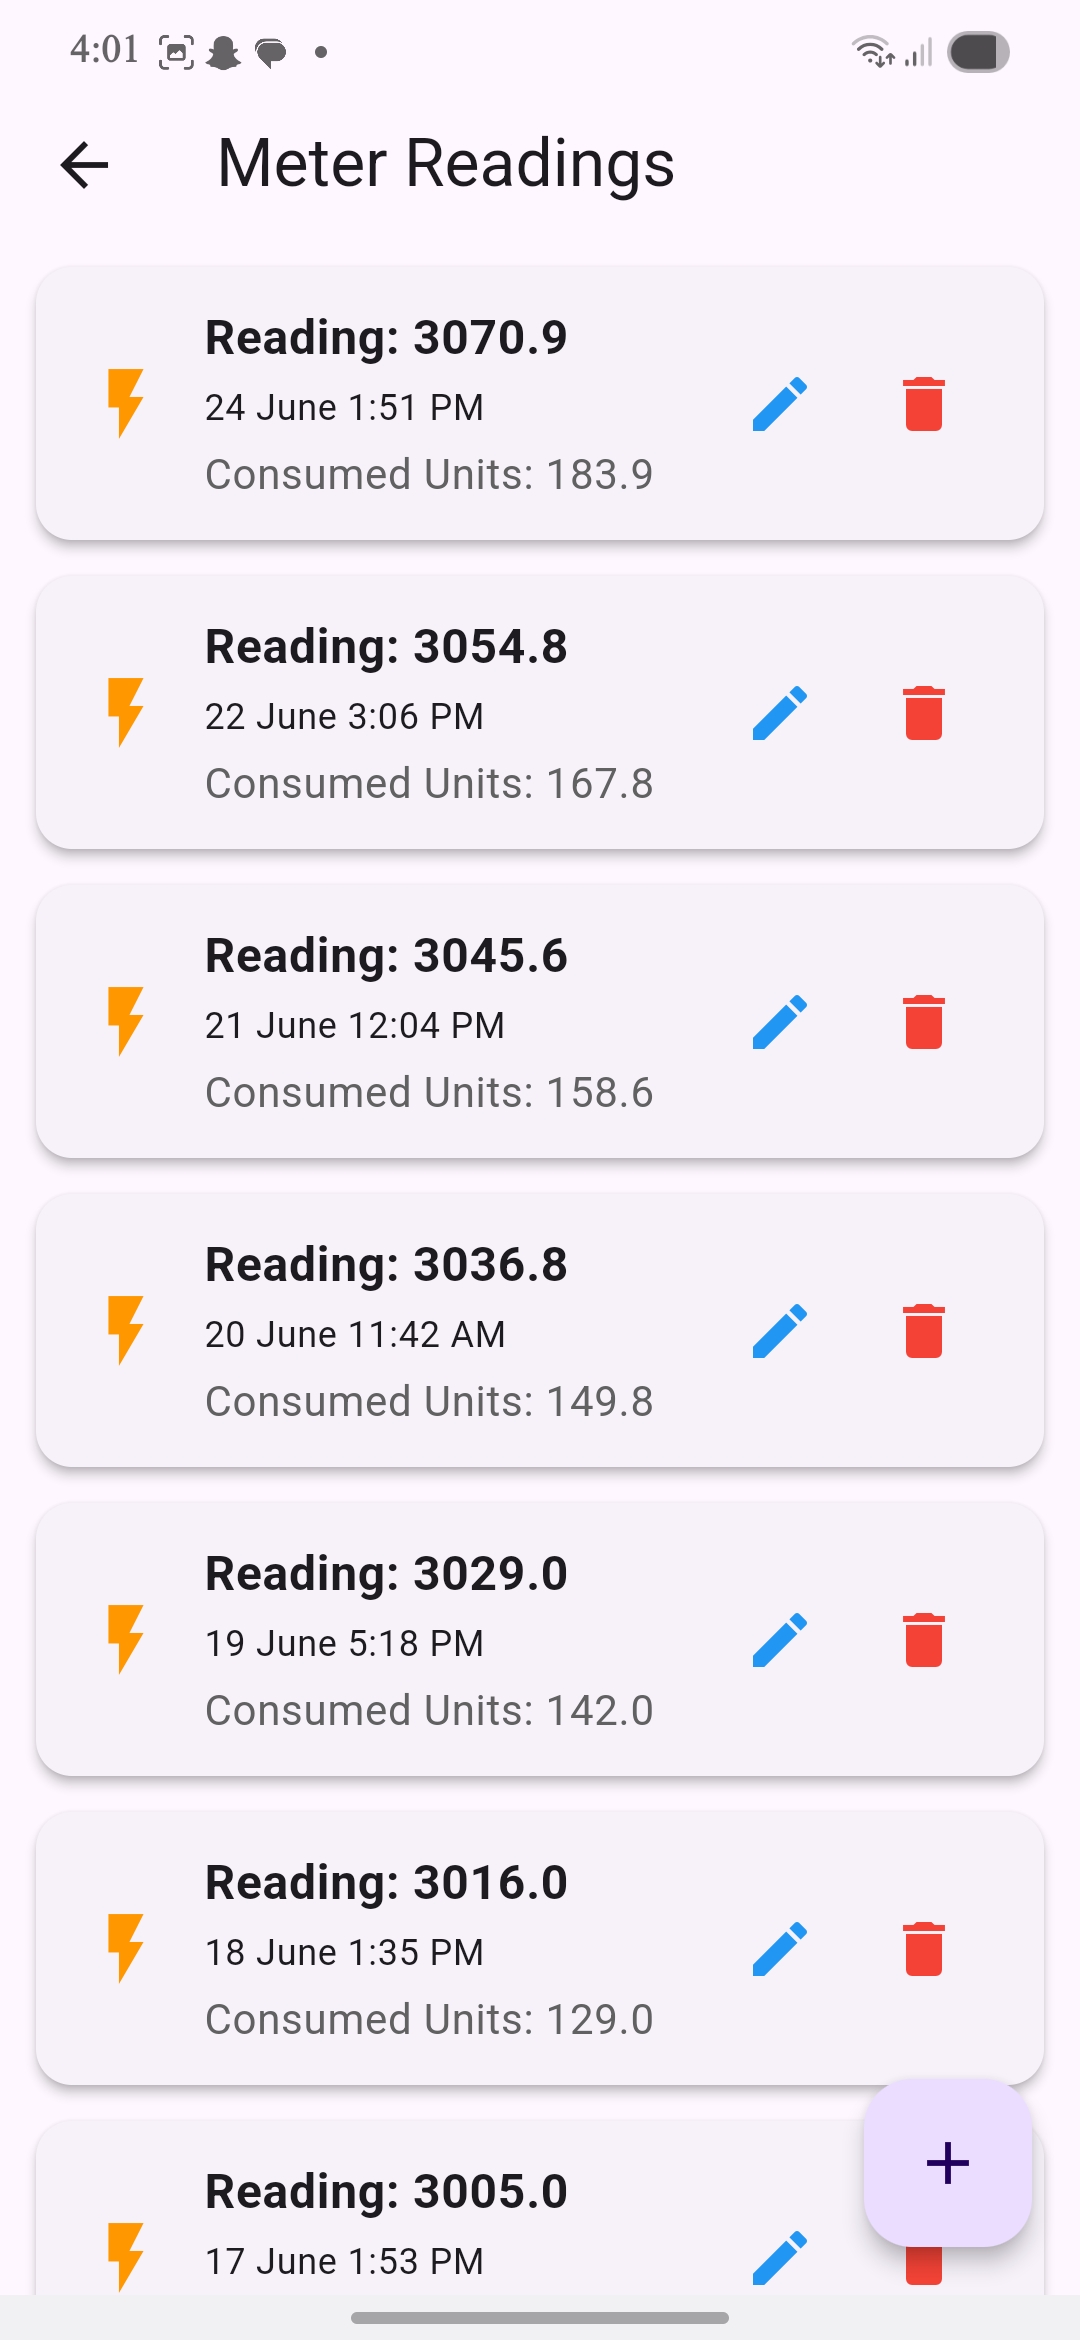 4:01
Meter Readings
Reading: 3070.9
24 June 1:51 PM
Consumed Units: 183.9
Reading: 3054.8
22 June 3:06 PM
Consumed Units: 167.8
Reading: 3045.6
21 June 12:04 PM
Consumed Units: 158.6
Reading: 3036.8
20 June 11:42 AM
Consumed Units: 149.8
Reading: 3029.0
19 June 5:18 PM
Consumed Units: 142.0
Reading: 3016.0
18 June 1:35 PM
Consumed Units: 129.0
Reading: 3005.0
17 June 1:53 PM